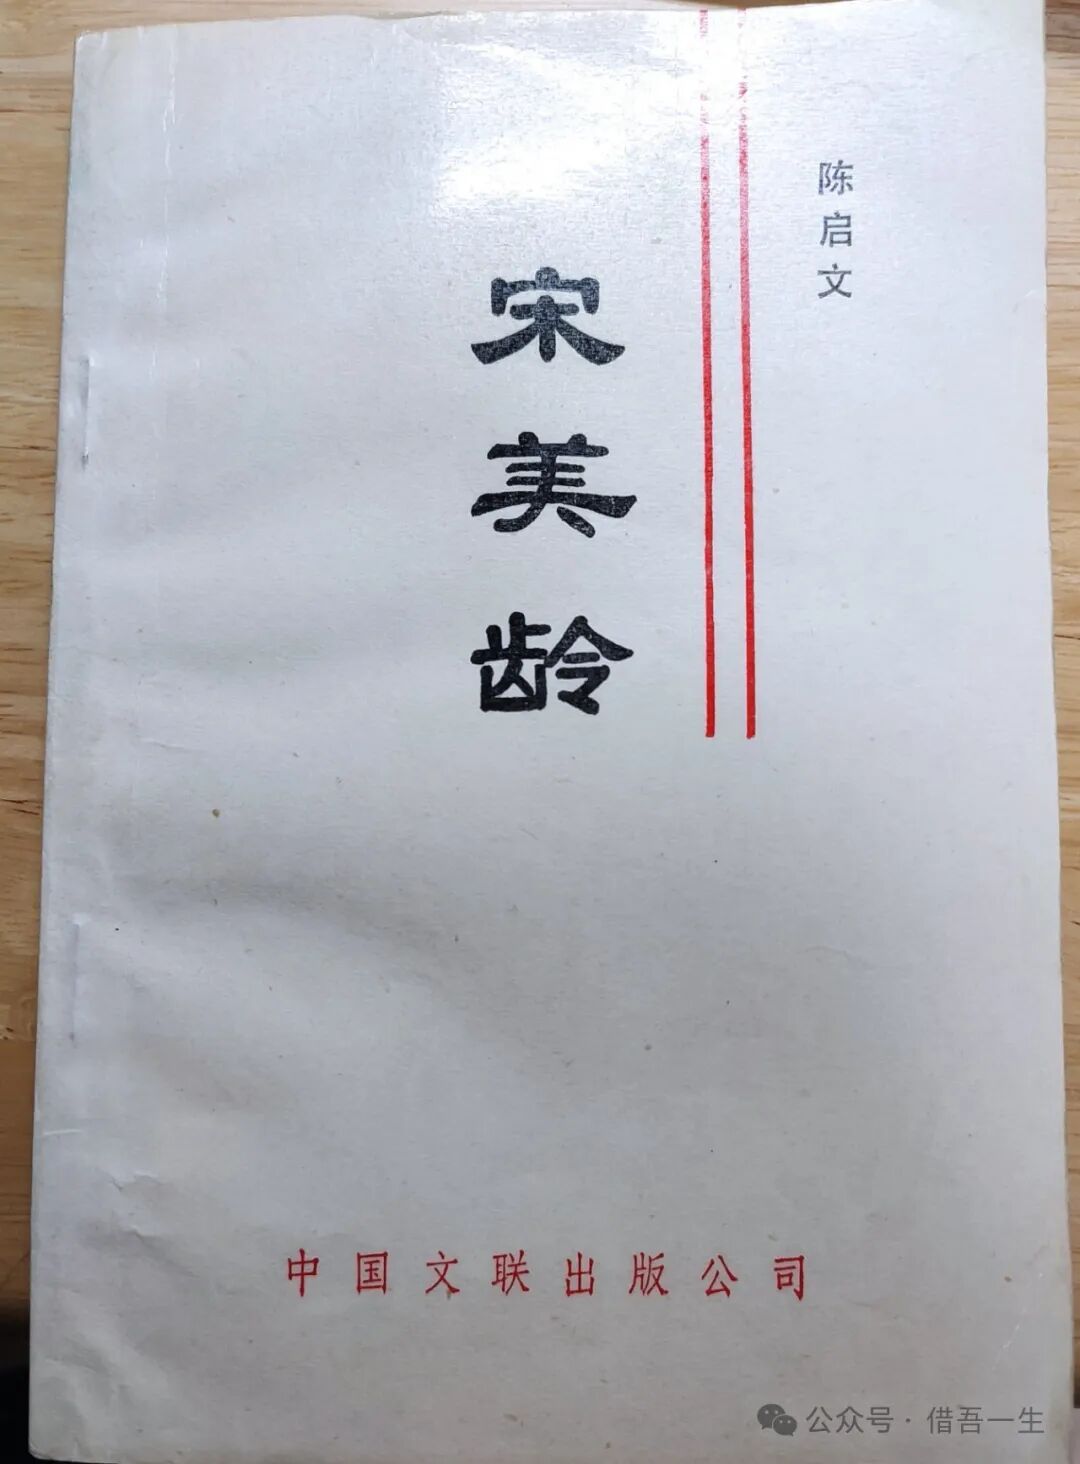 陈启文
宋美龄
中国文联出版公司
公众号·借吾一生